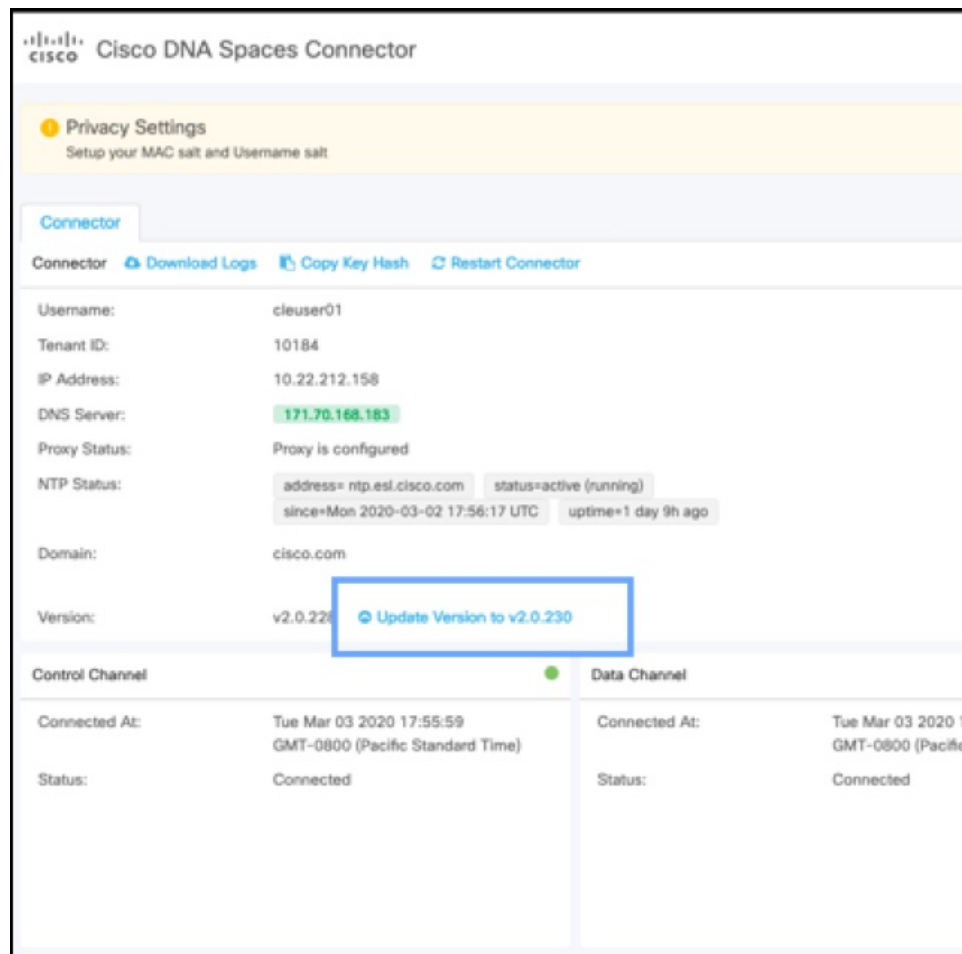 cisco Cisco DNA Spaces Connector
Privacy Settings
Setup your MAC salt and Username salt
Connector
Connector Download Logs Copy Key Hash Restart Connector
Username: cleuser01
Tenant ID: 10184
IP Address: 10.22.212.158
DNS Server: 171.70.168.183
Proxy Status: Proxy is configured
NTP Status: address= ntp.esl.cisco.com status=active (running)
since=Mon 2020-03-02 17:56:17 UTC uptime=1 day 9h ago
Domain: cisco.com
Version: v2.0.228 Update Version to v2.0.230
Control Channel Data Channel
Connected At: Tue Mar 03 2020 17:55:59 Connected At: Tue Mar 03 2020
GMT-0800 (Pacific Standard Time) GMT-0800
Status: Connected Status: Connected